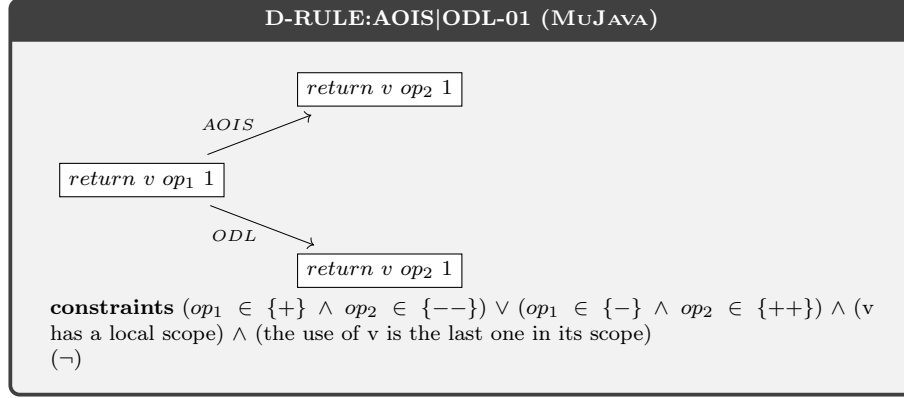 D-RULE:AOIS|ODL-01 (MuJava)
return v op₂ 1
AOIS
return v op₁ 1
ODL
return v op₂ 1
constraints (op₁ ∈ {+} ∧ op₂ ∈ {−−}) ∨ (op₁ ∈ {−} ∧ op₂ ∈ {++}) ∧ (v
has a local scope) ∧ (the use of v is the last one in its scope)
(¬)